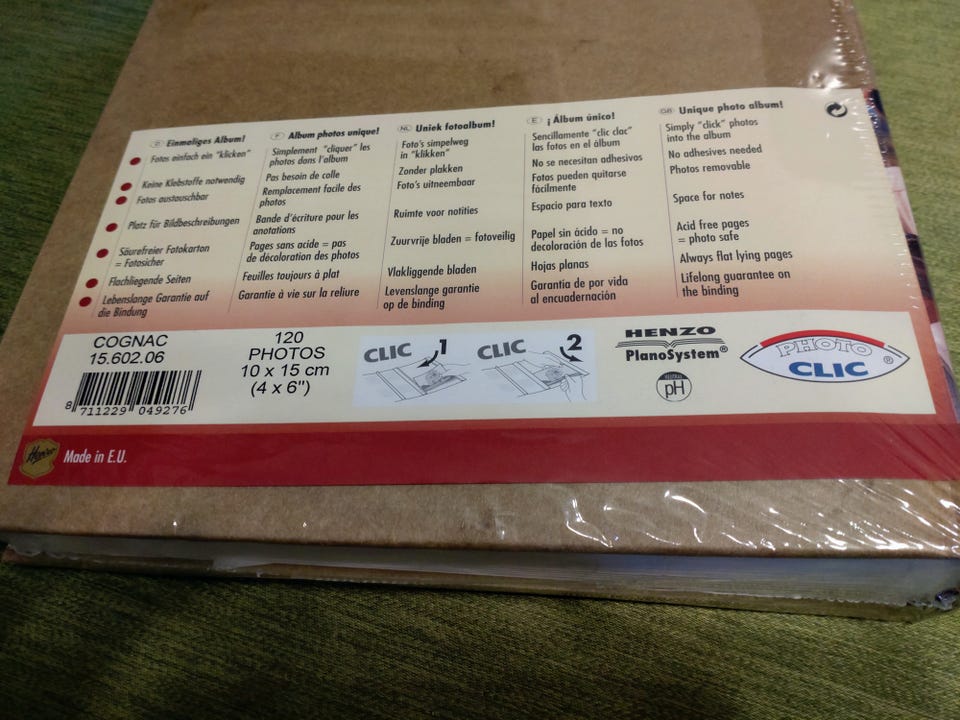 D Einmaliges Album!
Fotos einfach ein "klicken"
Keine Klebstoffe notwendig
Fotos austauschbar
Platz für Bildbeschreibungen
Säurefreier Fotokarton
= Fotosicher
Flachliegende Seiten
Lebenslange Garantie auf
die Bindung
F Album photos unique!
Simplement "cliquer" les
photos dans l'album
Pas besoin de colle
Remplacement facile des
photos
Bande d'écriture pour les
anotations
Pages sans acide = pas
de décoloration des photos
Feuilles toujours à plat
Garantie à vie sur la reliure
NL Uniek fotoalbum!
Foto's simpelweg
in "klikken"
Zonder plakken
Foto's uitneembaar
Ruimte voor notities
Zuurvrije bladen = fotoveilig
Vlakliggende bladen
Levenslange garantie
op de binding
E ¡ Álbum único!
Sencillamente "clic clac"
las fotos en el álbum
No se necesitan adhesivos
Fotos pueden quitarse
fácilmente
Espacio para texto
Papel sin ácido = no
decoloración de las fotos
Hojas planas
Garantia de por vida
al encuadernación
GB Unique photo album!
Simply "click" photos
into the album
No adhesives needed
Photos removable
Space for notes
Acid free pages
= photo safe
Always flat lying pages
Lifelong guarantee on
the binding
COGNAC
15.602.06
8 711229 049276
120
PHOTOS
10 x 15 cm
(4 x 6")
CLIC 1
CLIC 2
HENZO
PlanoSystem®
NEUTRAL
pH
PHOTO
CLIC ®
Henzo
Made in E.U.